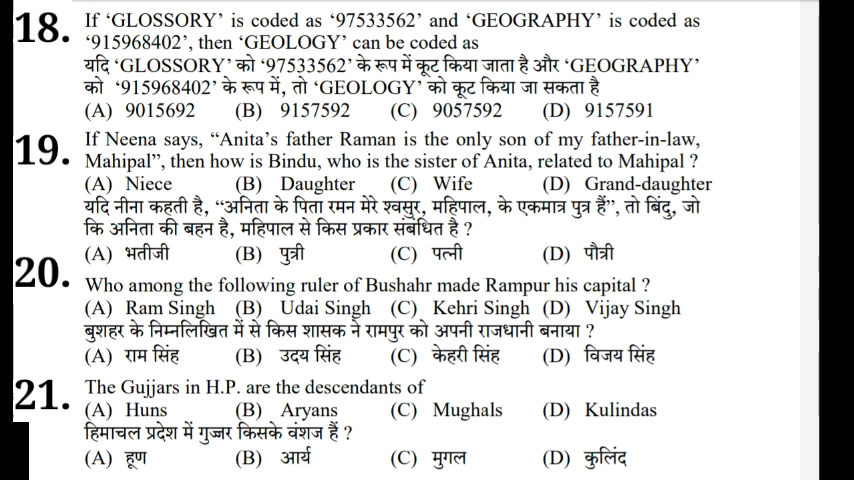 18. If ‘GLOSSORY’ is coded as ‘97533562’ and ‘GEOGRAPHY’ is coded as
‘915968402’, then ‘GEOLOGY’ can be coded as
यदि ‘GLOSSORY’ को ‘97533562’ के रूप में कूट किया जाता है और ‘GEOGRAPHY’
को ‘915968402’ के रूप में, तो ‘GEOLOGY’ को कूट किया जा सकता है
(A) 9015692 (B) 9157592 (C) 9057592 (D) 9157591
19. If Neena says, “Anita’s father Raman is the only son of my father-in-law,
Mahipal”, then how is Bindu, who is the sister of Anita, related to Mahipal ?
(A) Niece (B) Daughter (C) Wife (D) Grand-daughter
यदि नीना कहती है, “अनिता के पिता रमन मेरे श्वसुर, महिपाल, के एकमात्र पुत्र हैं”, तो बिंदु, जो
कि अनिता की बहन है, महिपाल से किस प्रकार संबंधित है ?
(A) भतीजी (B) पुत्री (C) पत्नी (D) पौत्री
20. Who among the following ruler of Bushahr made Rampur his capital ?
(A) Ram Singh (B) Udai Singh (C) Kehri Singh (D) Vijay Singh
बुशहर के निम्नलिखित में से किस शासक ने रामपुर को अपनी राजधानी बनाया ?
(A) राम सिंह (B) उदय सिंह (C) केहरी सिंह (D) विजय सिंह
21. The Gujjars in H.P. are the descendants of
(A) Huns (B) Aryans (C) Mughals (D) Kulindas
हिमाचल प्रदेश में गुज्जर किसके वंशज हैं ?
(A) हूण (B) आर्य (C) मुगल (D) कुलिंद